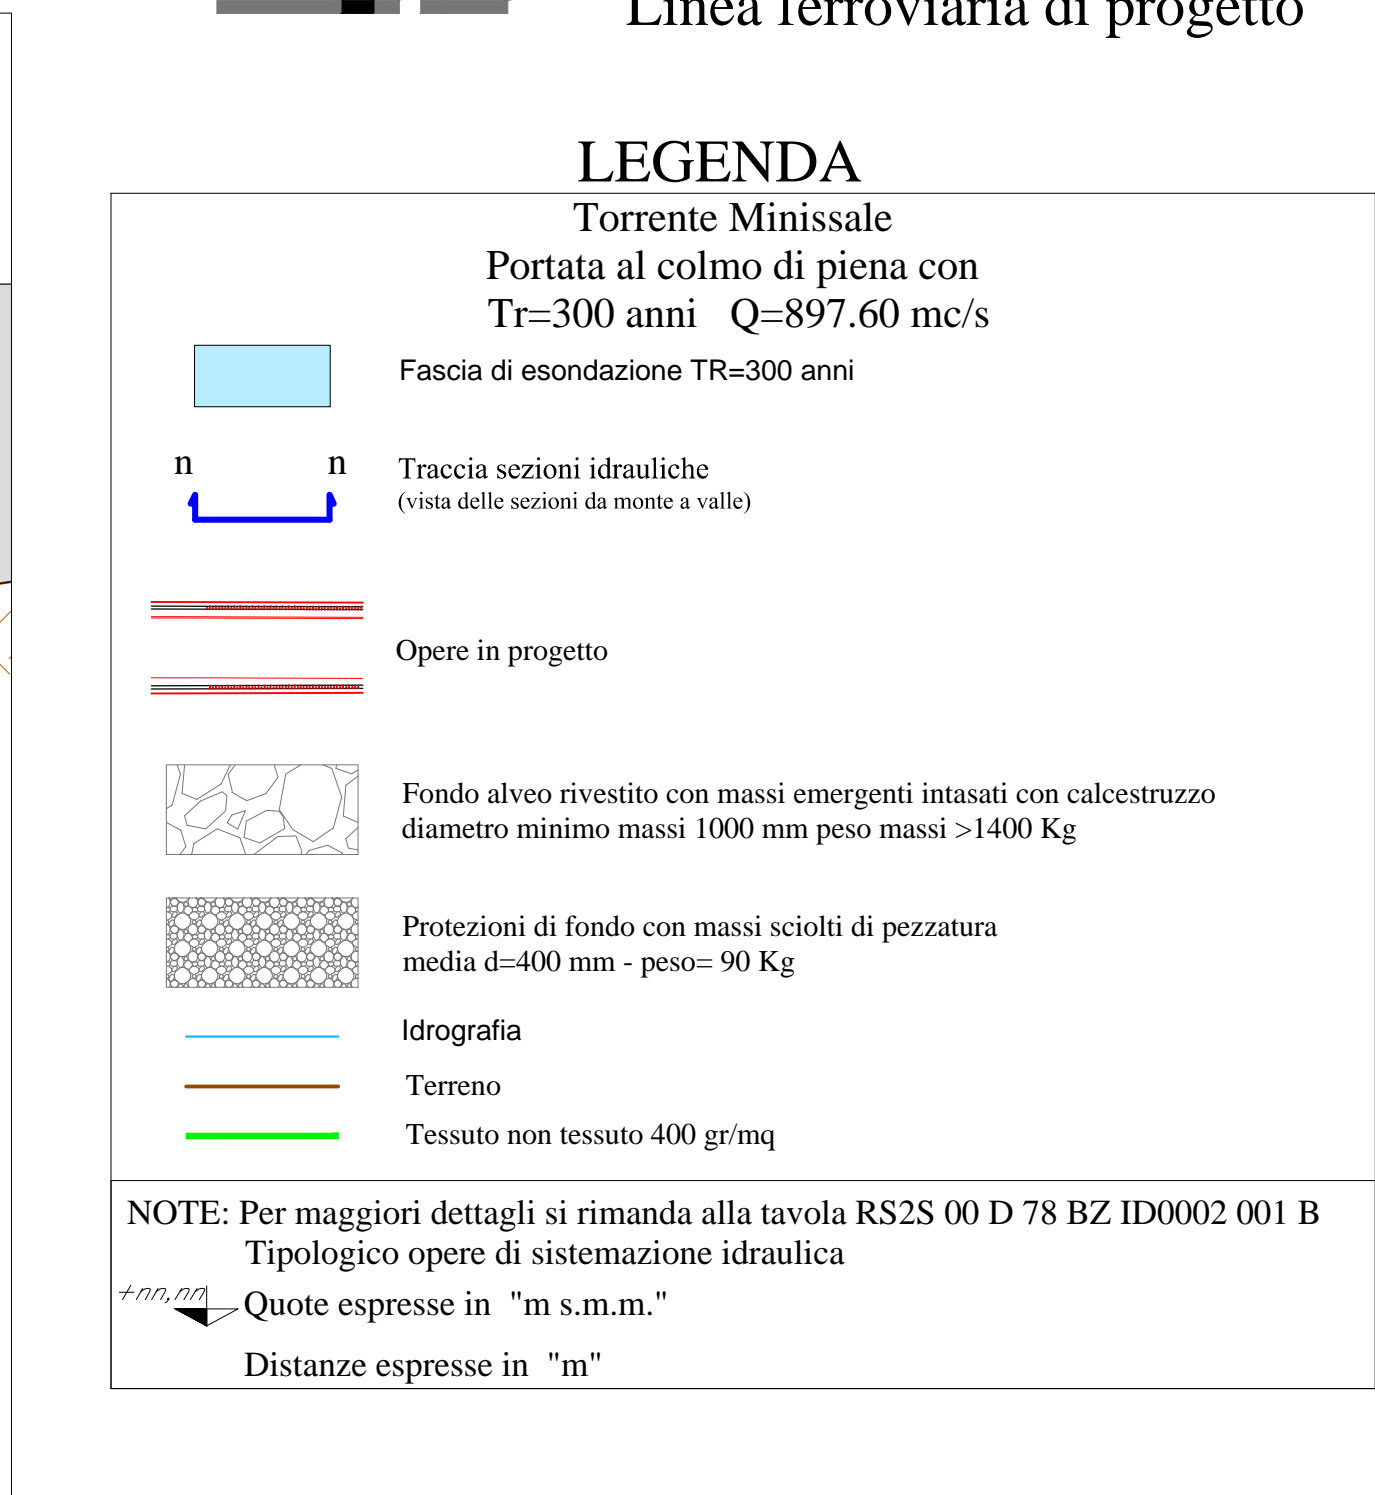 Linea ferroviaria di progetto
LEGENDA
Torrente Minissale
Portata al colmo di piena con
Tr=300 anni Q=897.60 mc/s
Fascia di esondazione TR=300 anni
n n
Traccia sezioni idrauliche
(vista delle sezioni da monte a valle)
Opere in progetto
Fondo alveo rivestito con massi emergenti intasati con calcestruzzo
diametro minimo massi 1000 mm peso massi >1400 Kg
Protezioni di fondo con massi sciolti di pezzatura
media d=400 mm - peso= 90 Kg
Idrografia
Terreno
Tessuto non tessuto 400 gr/mq
NOTE: Per maggiori dettagli si rimanda alla tavola RS2S 00 D 78 BZ ID0002 001 B
Tipologico opere di sistemazione idraulica
+nn,nn Quote espresse in "m s.m.m."
Distanze espresse in "m"